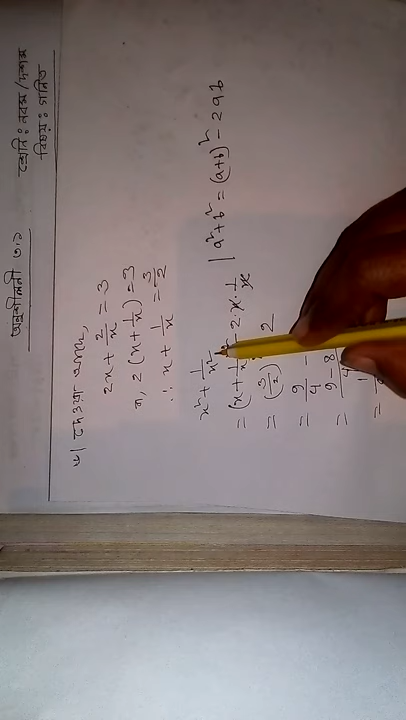 অনুশীলনী ৩.১
শ্রেণি: নবম/দশম
বিষয়: গণিত
৮| দেওয়া আছে,
2x + 2/x = 3
বা, 2(x + 1/x) = 3
∴ x + 1/x = 3/2
x² + 1/x²
= (x + 1/x)² - 2·x·1/x | a² + b² = (a+b)² - 2ab
= (3/2)² - 2
= 9/4 -
= 9-8/4
= 1